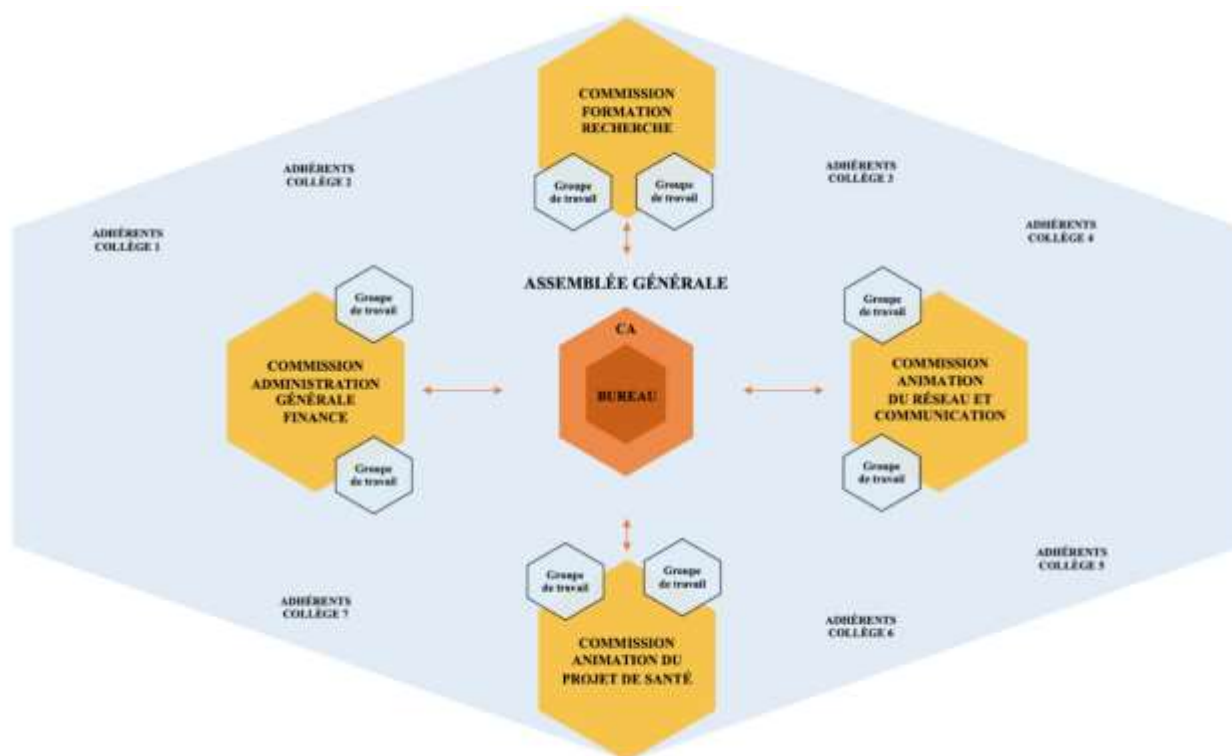 COMMISSION
FORMATION
RECHERCHE
Groupe
de travail
Groupe
de travail
ADHÉRENTS
COLLÈGE 2
ADHÉRENTS
COLLÈGE 3
ADHÉRENTS
COLLÈGE 1
ADHÉRENTS
COLLÈGE 4
ASSEMBLÉE GÉNÉRALE
CA
BUREAU
Groupe
de travail
COMMISSION
ADMINISTRATION
GÉNÉRALE
FINANCE
Groupe
de travail
Groupe
de travail
COMMISSION
ANIMATION
DU RÉSEAU ET
COMMUNICATION
Groupe
de travail
ADHÉRENTS
COLLÈGE 5
ADHÉRENTS
COLLÈGE 7
ADHÉRENTS
COLLÈGE 6
Groupe
de travail
Groupe
de travail
COMMISSION
ANIMATION DU
PROJET DE SANTÉ